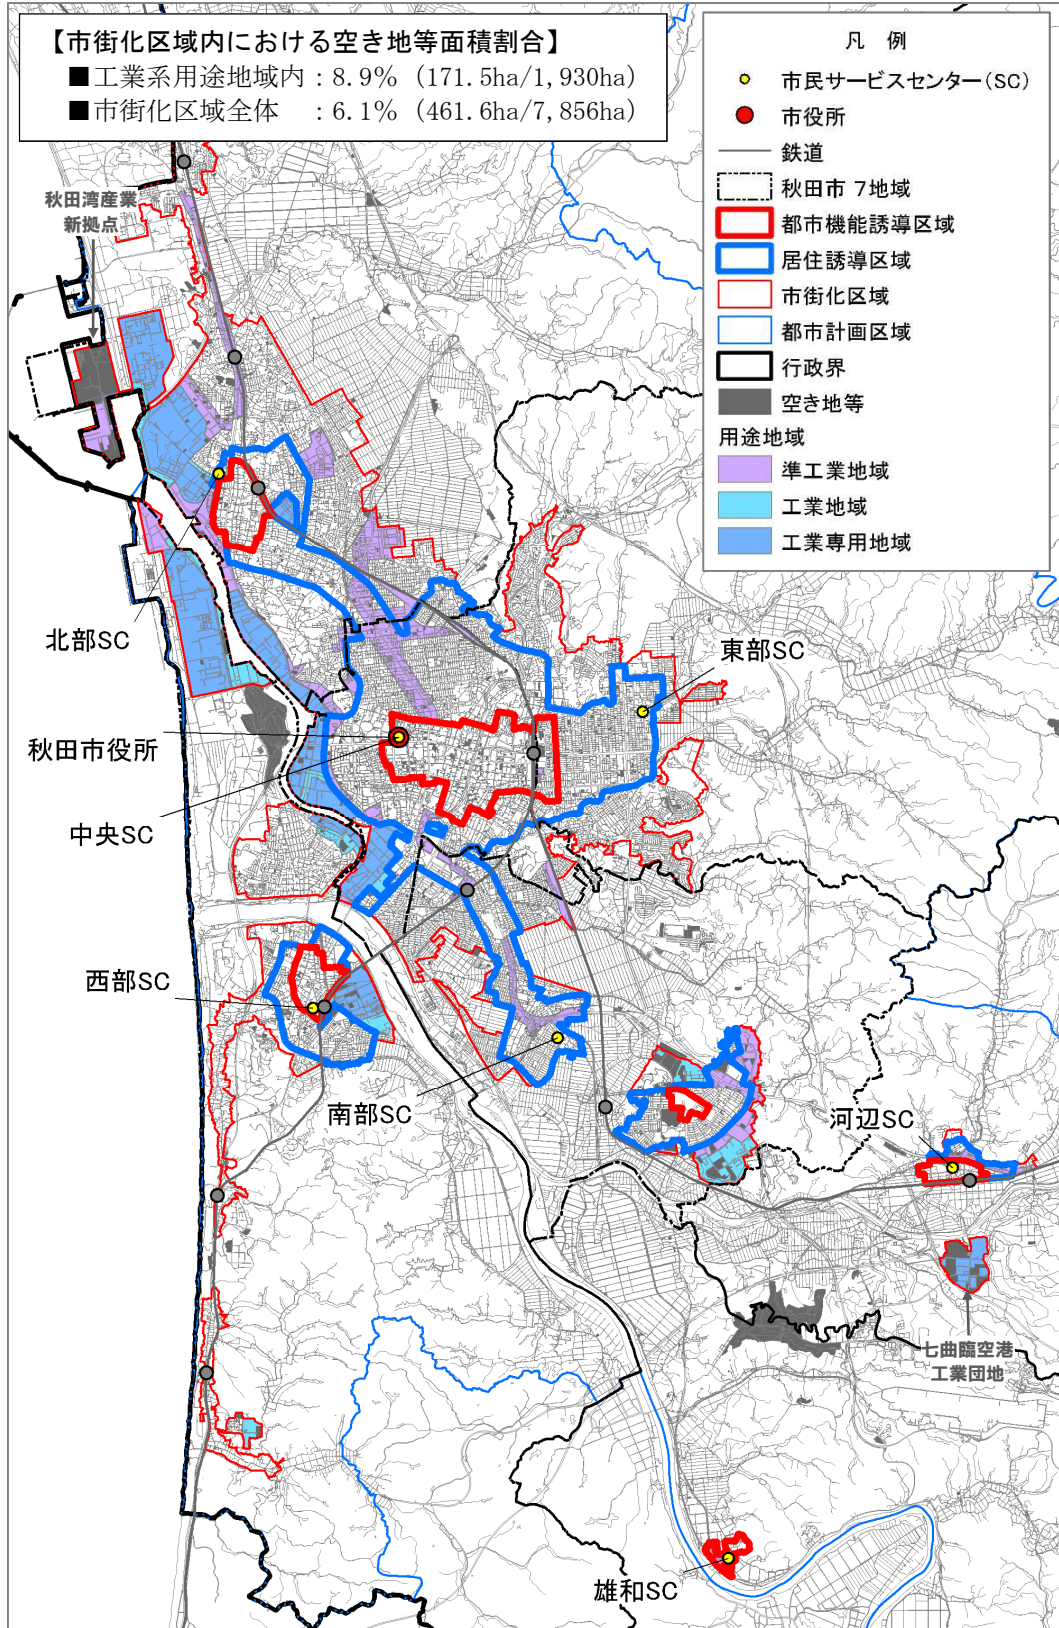 【市街化区域内における空き地等面積割合】
■工業系用途地域内：8.9%（171.5ha/1,930ha）
■市街化区域全体　：6.1%（461.6ha/7,856ha）
凡 例
市民サービスセンター(SC)
市役所
鉄道
秋田市 7地域
都市機能誘導区域
居住誘導区域
市街化区域
都市計画区域
行政界
空き地等
用途地域
準工業地域
工業地域
工業専用地域
秋田湾産業
新拠点
北部SC
東部SC
秋田市役所
中央SC
西部SC
南部SC
河辺SC
七曲臨空港
工業団地
雄和SC